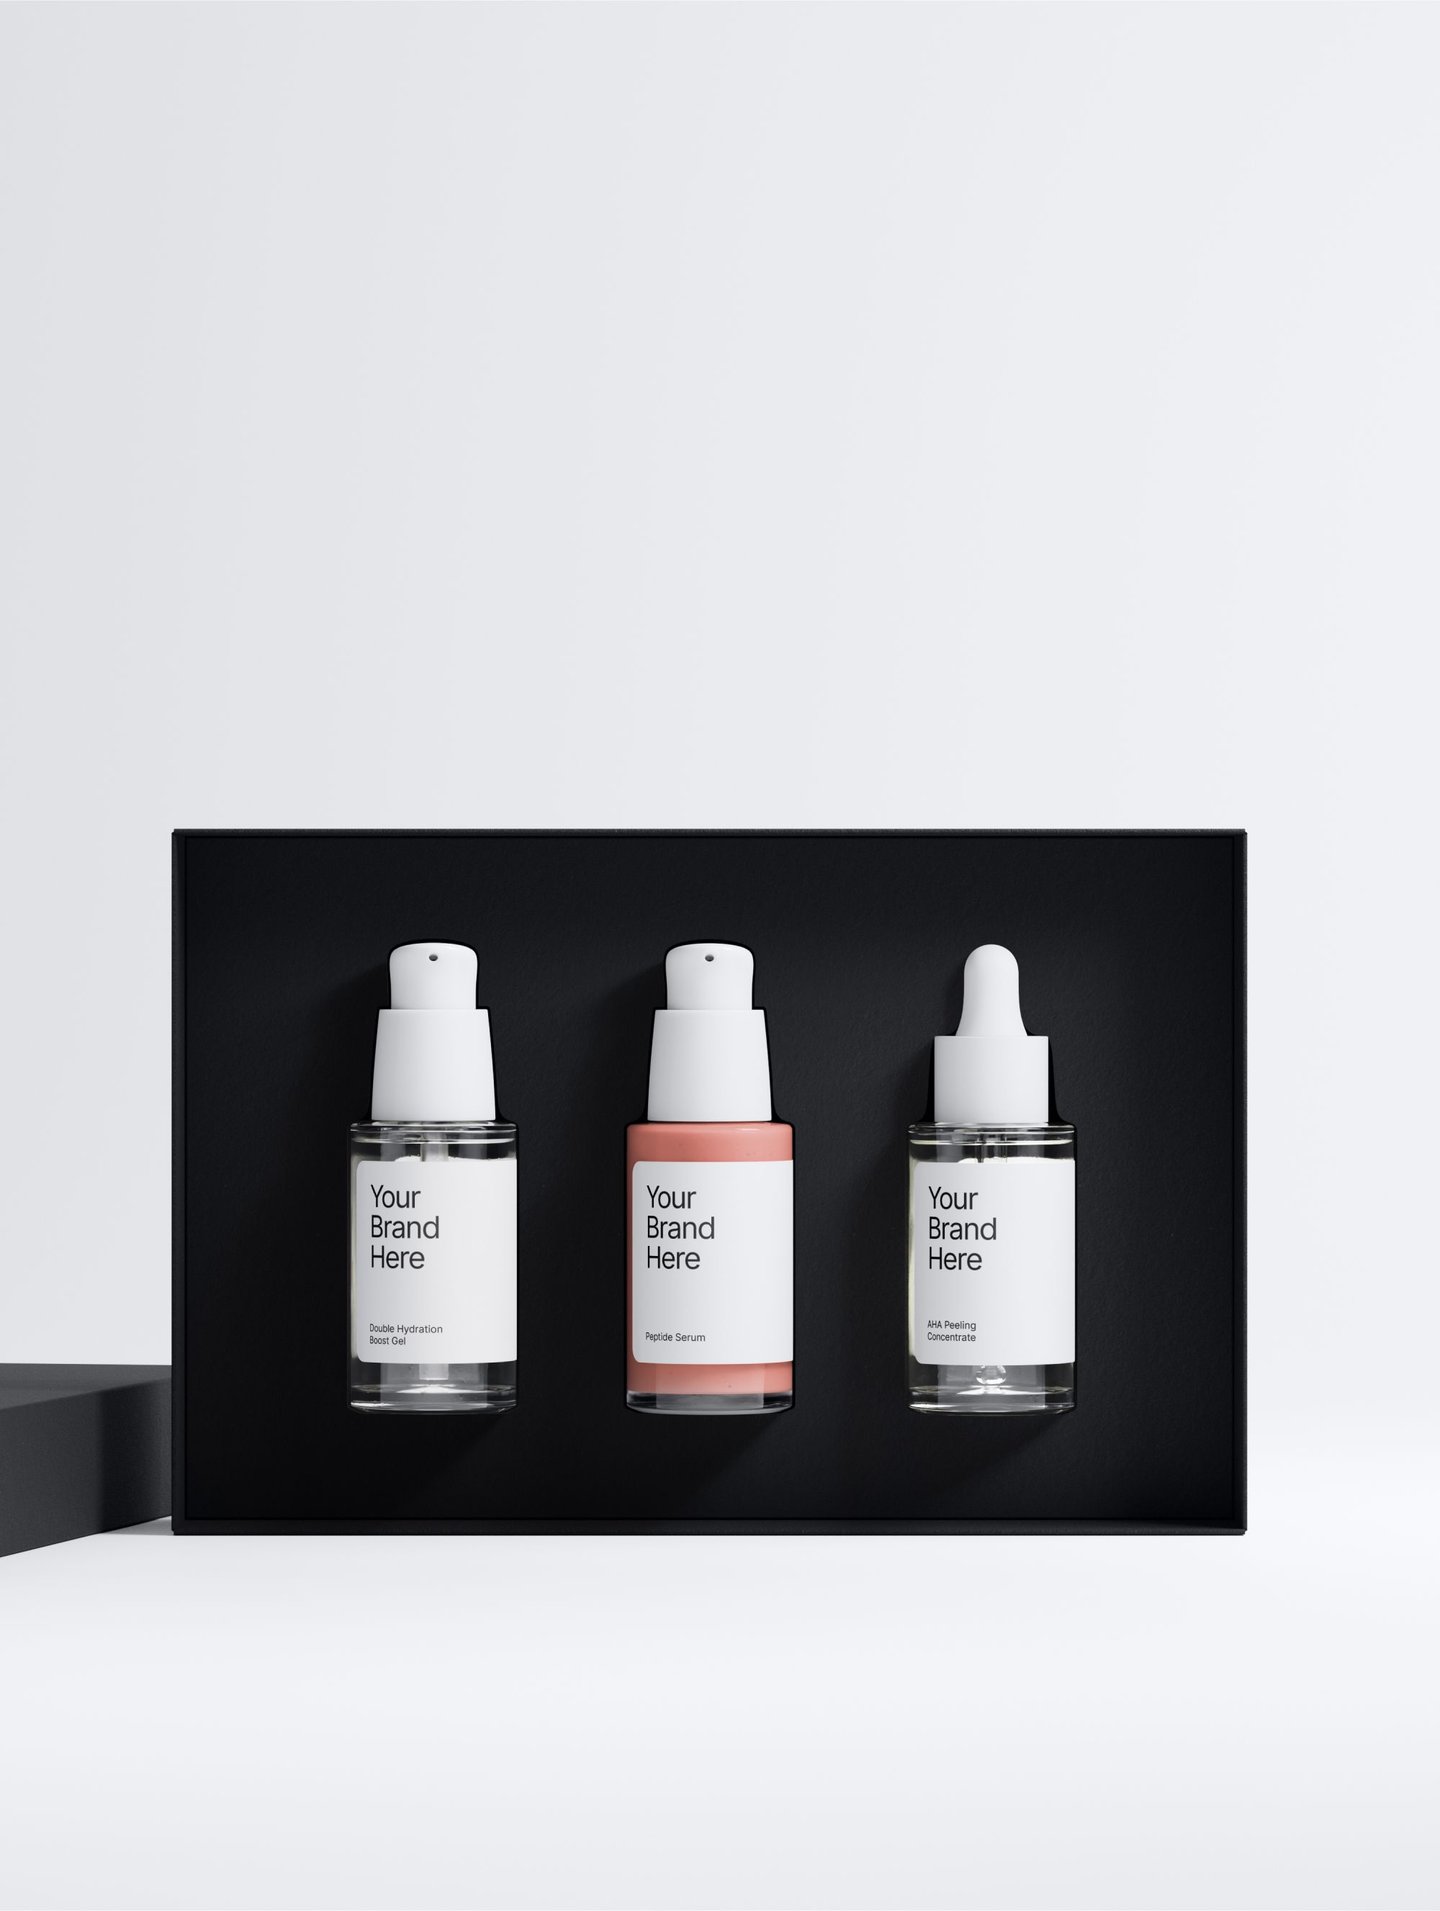 Your
Brand
Here
Double Hydration
Boost Gel
Your
Brand
Here
Peptide Serum
Your
Brand
Here
AHA Peeling
Concentrate